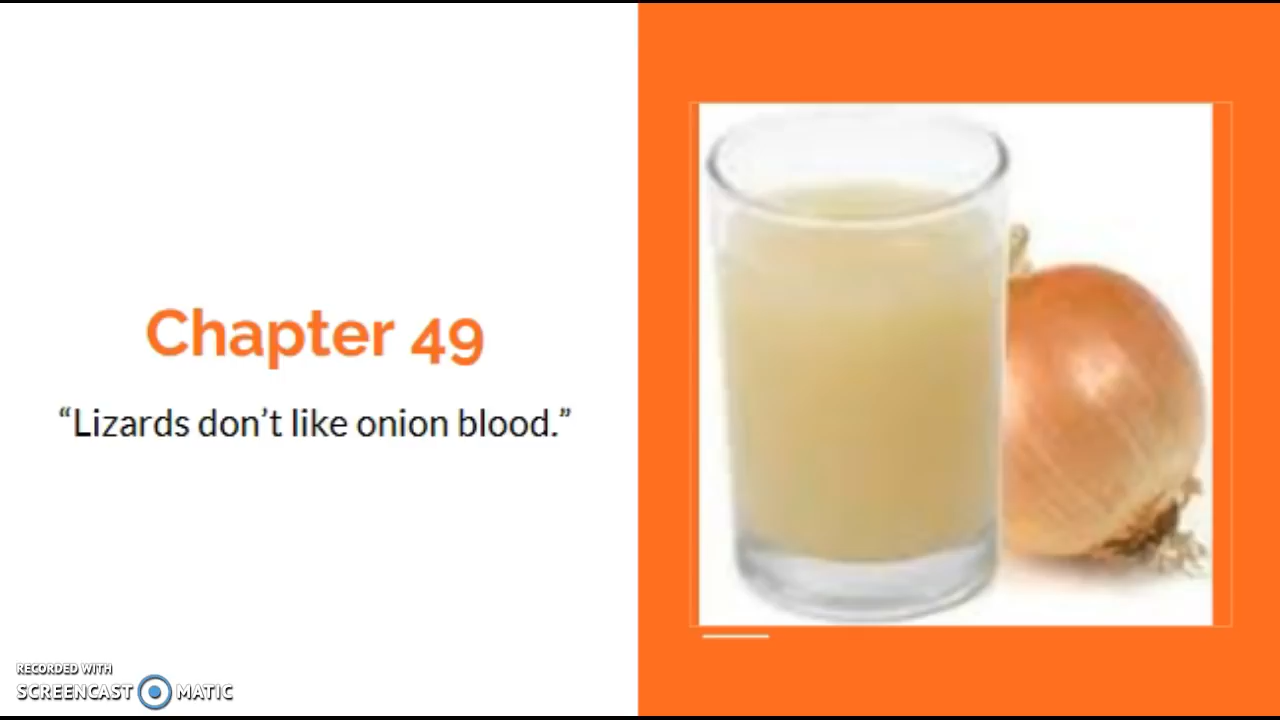 Chapter 49
“Lizards don’t like onion blood.”
RECORDED WITH
SCREENCAST MATIC